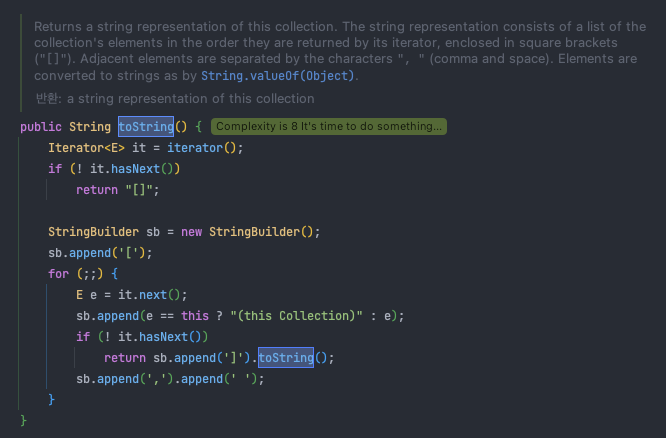 Returns a string representation of this collection. The string representation consists of a list of the
collection's elements in the order they are returned by its iterator, enclosed in square brackets
("[]"). Adjacent elements are separated by the characters ", " (comma and space). Elements are
converted to strings as by String.valueOf(Object).
반환: a string representation of this collection
public String toString() { Complexity is 8 It's time to do something...
    Iterator<E> it = iterator();
    if (! it.hasNext())
        return "[]";

    StringBuilder sb = new StringBuilder();
    sb.append('[');
    for (;;) {
        E e = it.next();
        sb.append(e == this ? "(this Collection)" : e);
        if (! it.hasNext())
            return sb.append(']').toString();
        sb.append(',').append(' ');
    }
}